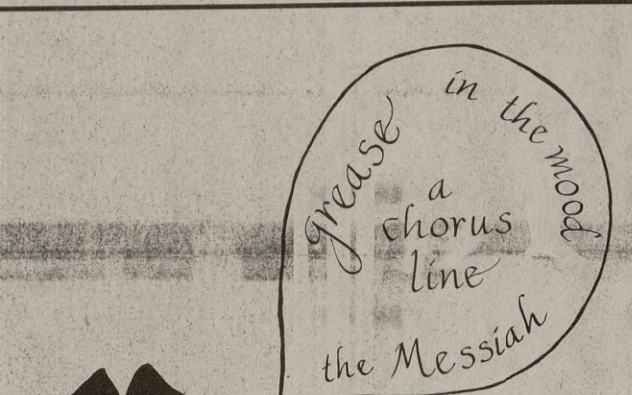 in the mood
grease
a
chorus
line
the Messiah